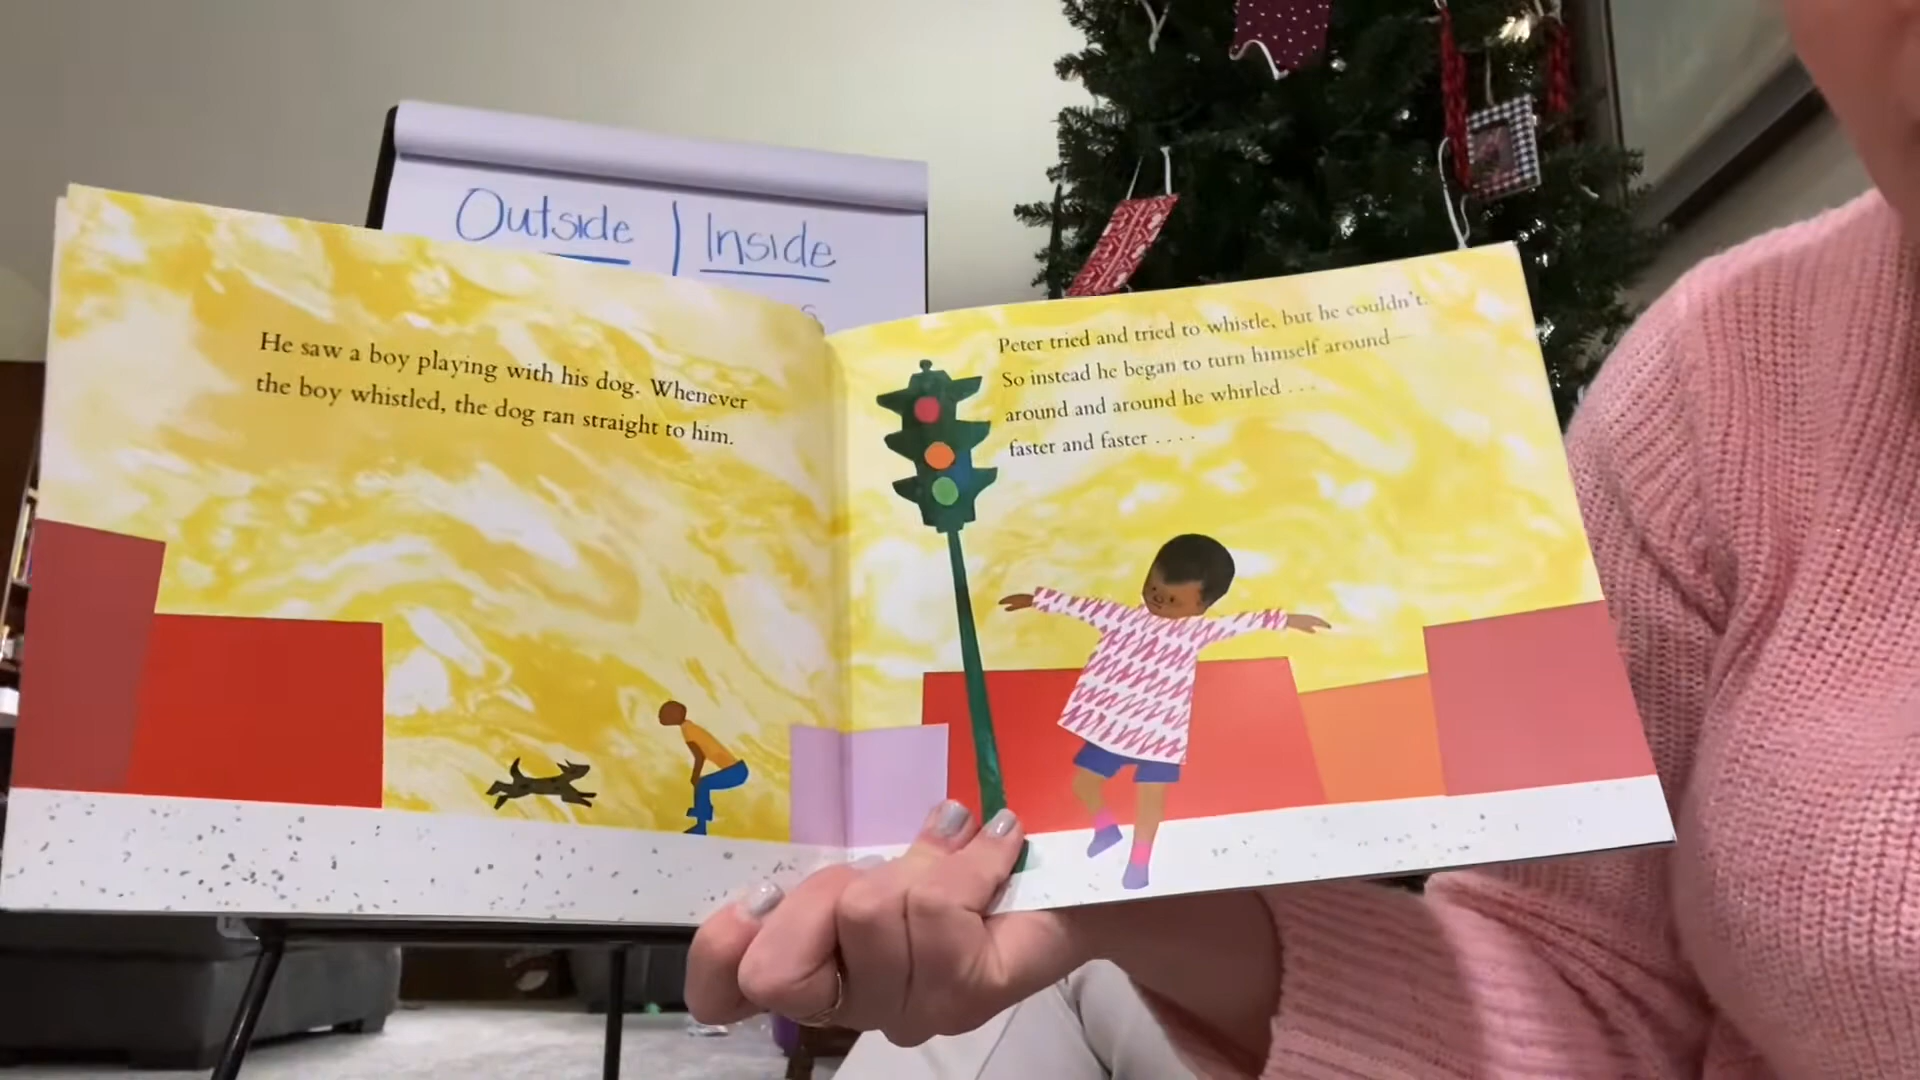 Outside | Inside
He saw a boy playing with his dog. Whenever
the boy whistled, the dog ran straight to him.
Peter tried and tried to whistle, but he couldn't.
So instead he began to turn himself around—
around and around he whirled . . .
faster and faster . . . .